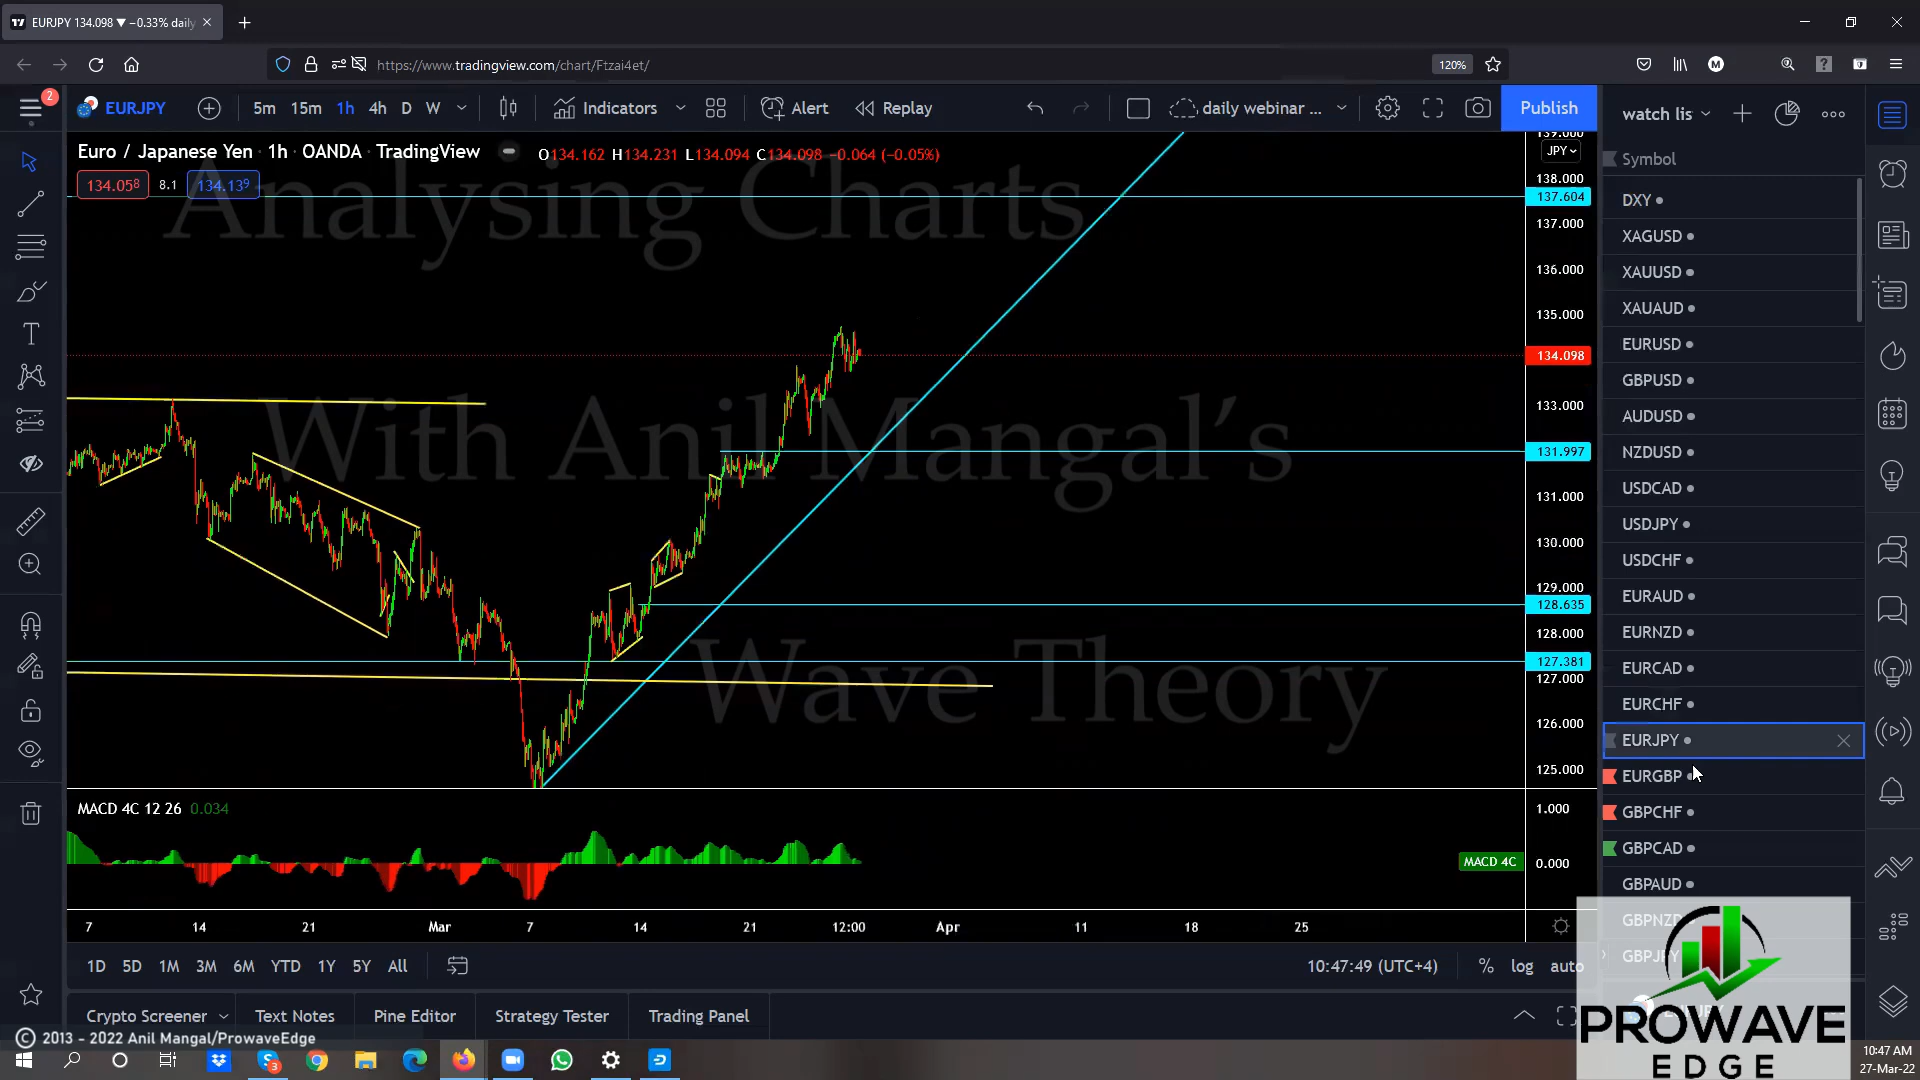 EURJPY 134.098 ▼ −0.33% daily
https://www.tradingview.com/chart/Ftzai4et/
120%
M
2
EURJPY
5m 15m 1h 4h D W
Indicators
Alert
Replay
daily webinar ...
Publish
watch lis
Euro / Japanese Yen · 1h · OANDA · TradingView
O134.162 H134.231 L134.094 C134.098 −0.064 (−0.05%)
134.058 8.1 134.139
Analysing Charts
With Anil Mangal's
Wave Theory
139.000
JPY
138.000
137.604
137.000
136.000
135.000
134.098
133.000
131.997
131.000
130.000
129.000
128.635
128.000
127.381
127.000
126.000
125.000
MACD 4C 12 26 0.034
1.000
MACD 4C
0.000
7 14 21 Mar 7 14 21 12:00 Apr 11 18 25
1D 5D 1M 3M 6M YTD 1Y 5Y All
10:47:49 (UTC+4)
% log auto
Symbol
DXY
XAGUSD
XAUUSD
XAUAUD
EURUSD
GBPUSD
AUDUSD
NZDUSD
USDCAD
USDJPY
USDCHF
EURAUD
EURNZD
EURCAD
EURCHF
EURJPY
EURGBP
GBPCHF
GBPCAD
GBPAUD
GBPNZD
GBPJPY
Crypto Screener Text Notes Pine Editor Strategy Tester Trading Panel
© 2013 - 2022 Anil Mangal/ProwaveEdge
PROWAVE
EDGE
3
10:47 AM
27-Mar-22